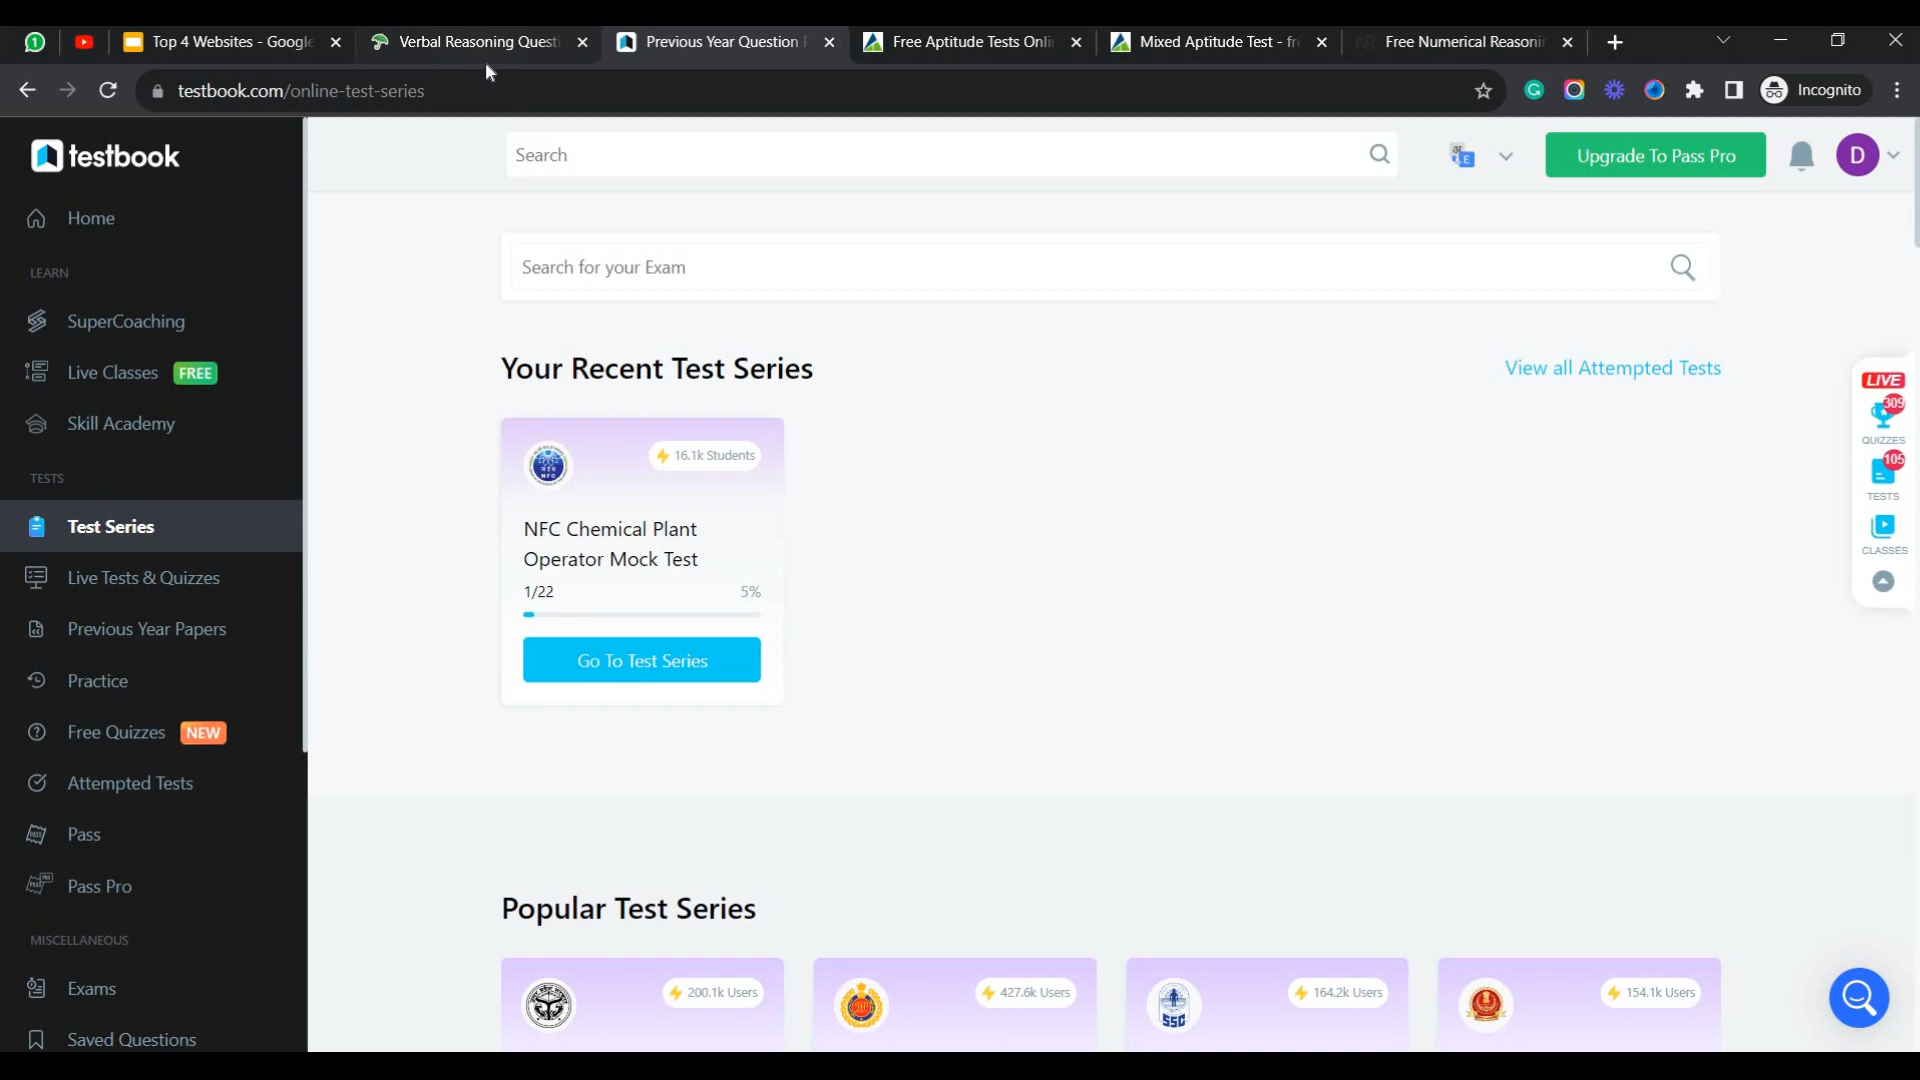 1
Top 4 Websites - Google
Verbal Reasoning Questi
Previous Year Question P
Free Aptitude Tests Onli
Mixed Aptitude Test - fr
Free Numerical Reasonin
testbook.com/online-test-series
Incognito
testbook
Search
E
Upgrade To Pass Pro
D
Home
LEARN
SuperCoaching
Live Classes FREE
Skill Academy
TESTS
Test Series
Live Tests & Quizzes
Previous Year Papers
Practice
Free Quizzes NEW
Attempted Tests
Pass
Pass Pro
MISCELLANEOUS
Exams
Saved Questions
Search for your Exam
Your Recent Test Series
View all Attempted Tests
16.1k Students
NFC Chemical Plant
Operator Mock Test
1/22 5%
Go To Test Series
Popular Test Series
200.1k Users
427.6k Users
SSC
164.2k Users
154.1k Users
LIVE
309
QUIZZES
105
TESTS
CLASSES